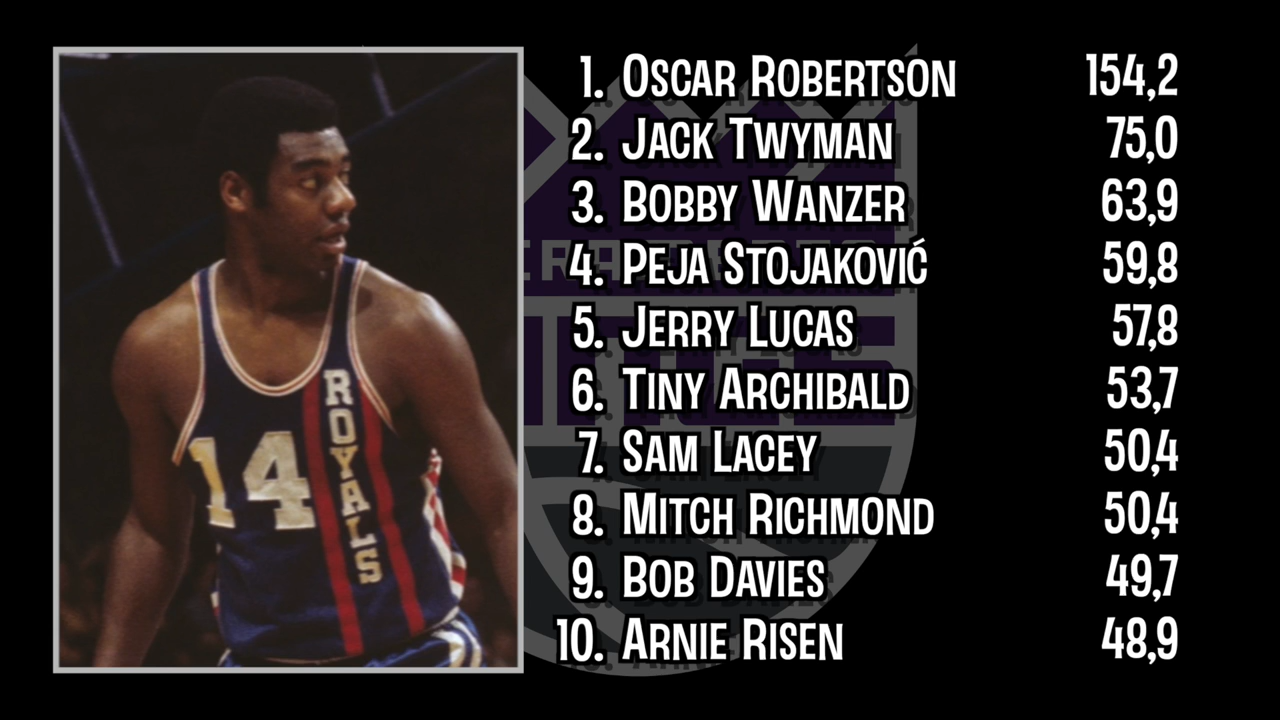 1. OSCAR ROBERTSON 154,2
2. JACK TWYMAN 75,0
3. BOBBY WANZER 63,9
4. PEJA STOJAKOVIĆ 59,8
5. JERRY LUCAS 57,8
6. TINY ARCHIBALD 53,7
7. SAM LACEY 50,4
8. MITCH RICHMOND 50,4
9. BOB DAVIES 49,7
10. ARNIE RISEN 48,9
ROYALS
14